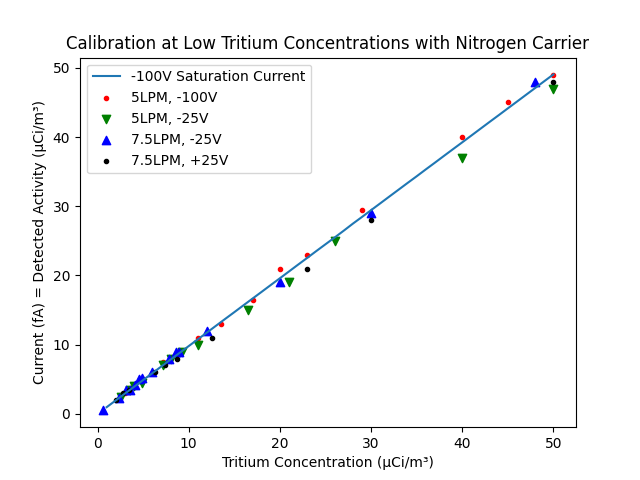 Calibration at Low Tritium Concentrations with Nitrogen Carrier
-100V Saturation Current
5LPM, -100V
5LPM, -25V
7.5LPM, -25V
7.5LPM, +25V
Current (fA) = Detected Activity (µCi/m³)
50
40
30
20
10
0
0 10 20 30 40 50
Tritium Concentration (µCi/m³)